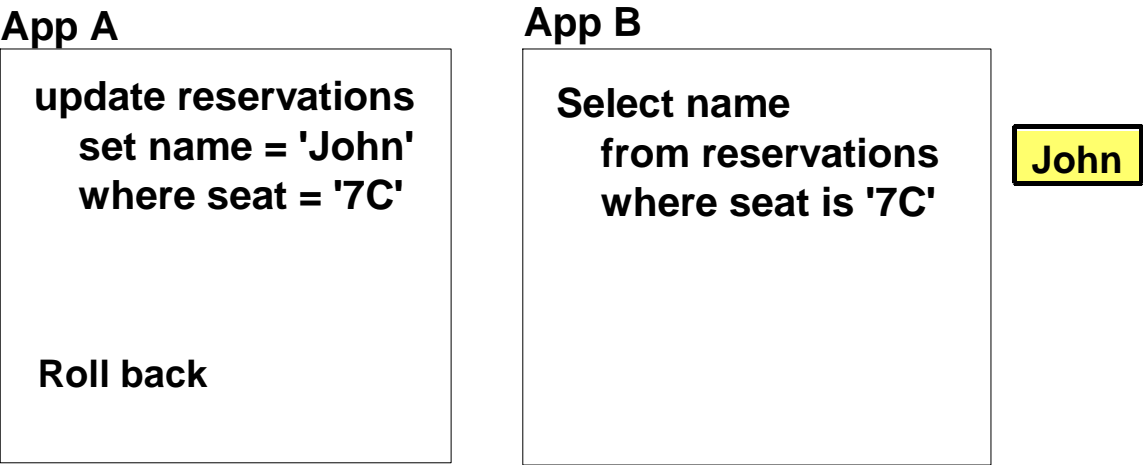 App A
update reservations
set name = 'John'
where seat = '7C'
Roll back
App B
Select name
from reservations
where seat is '7C'
John